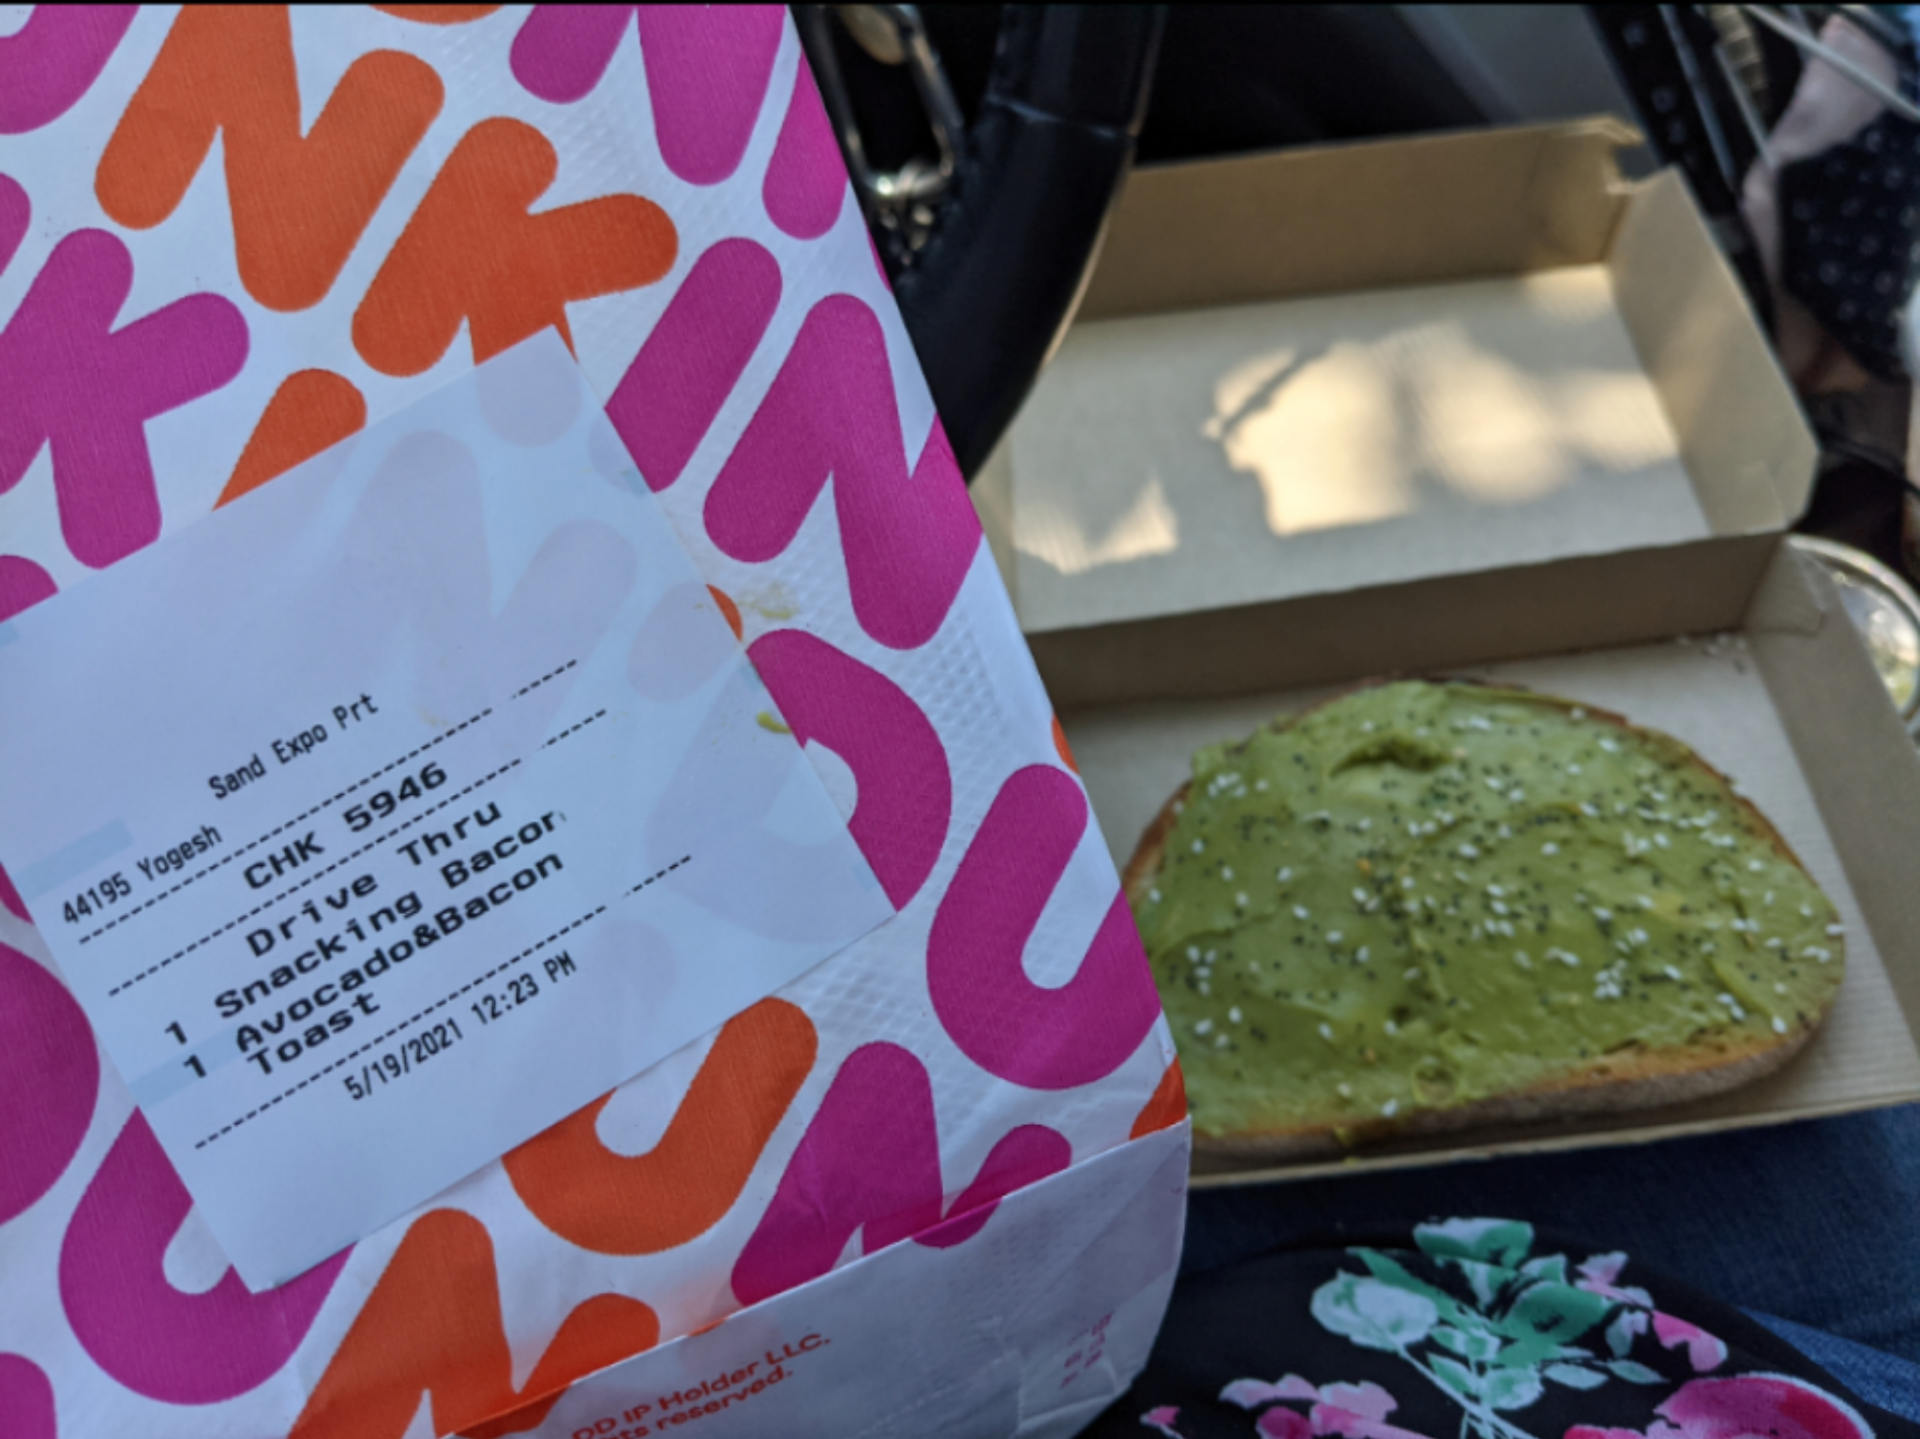 Sand Expo Prt
44195 Yogesh
CHK 5946
Drive Thru
1 Snacking Bacon
1 Avocado&Bacon
Toast
5/19/2021 12:23 PM
DD IP Holder LLC.
reserved.